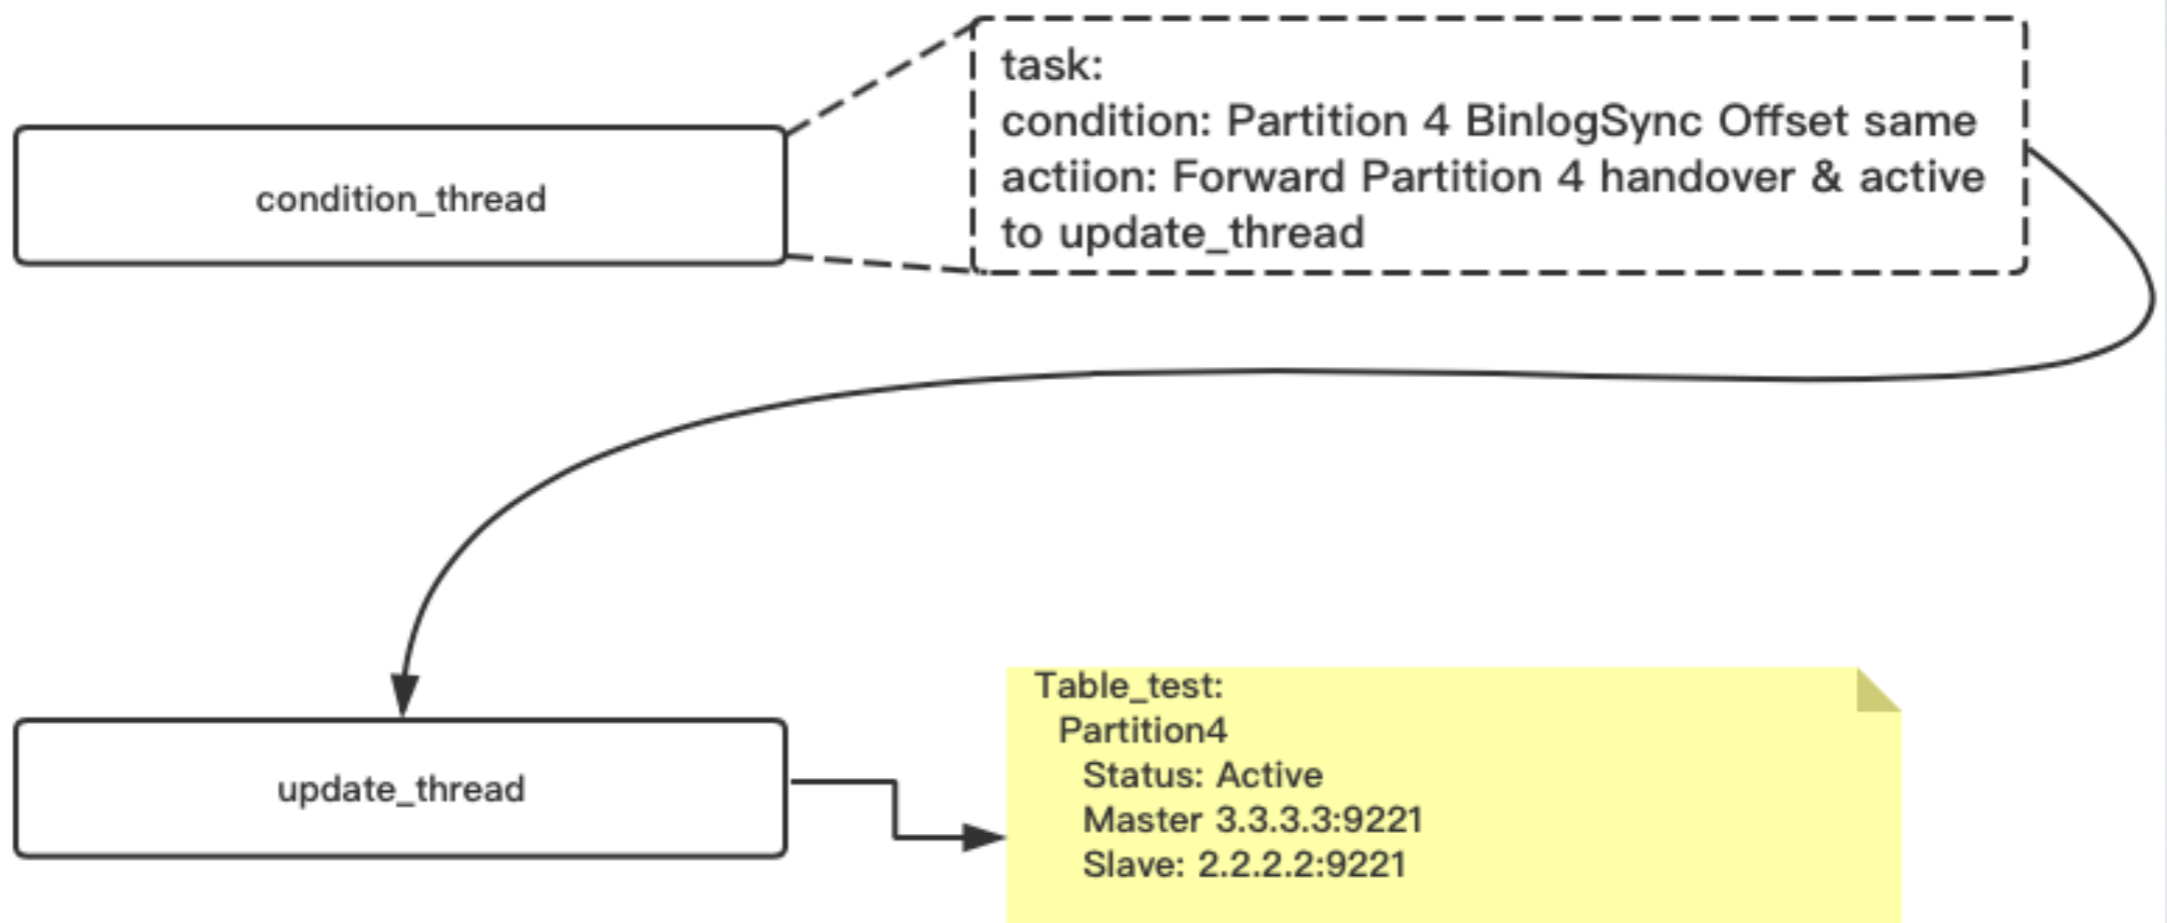 condition_thread
task:
condition: Partition 4 BinlogSync Offset same
actiion: Forward Partition 4 handover & active
to update_thread
update_thread
Table_test:
Partition4
Status: Active
Master 3.3.3.3:9221
Slave: 2.2.2.2:9221